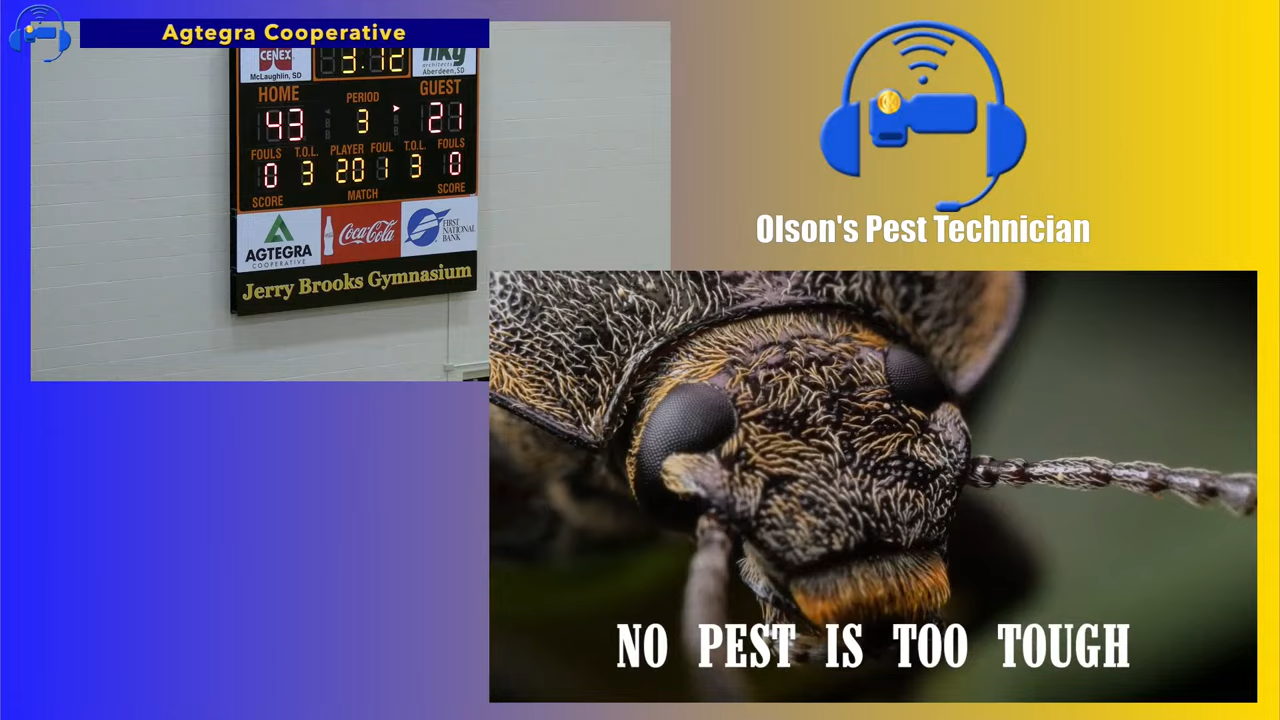 Agtegra Cooperative
CENEX
McLaughlin, SD
3:12
nkg
architects
Aberdeen, SD
HOME
PERIOD
GUEST
43
3
21
FOULS T.O.L. PLAYER FOUL T.O.L. FOULS
0 3 20 1 3 0
SCORE MATCH SCORE
AGTEGRA
COOPERATIVE
Coca-Cola
FIRST
NATIONAL
BANK
Jerry Brooks Gymnasium
Olson's Pest Technician
NO PEST IS TOO TOUGH